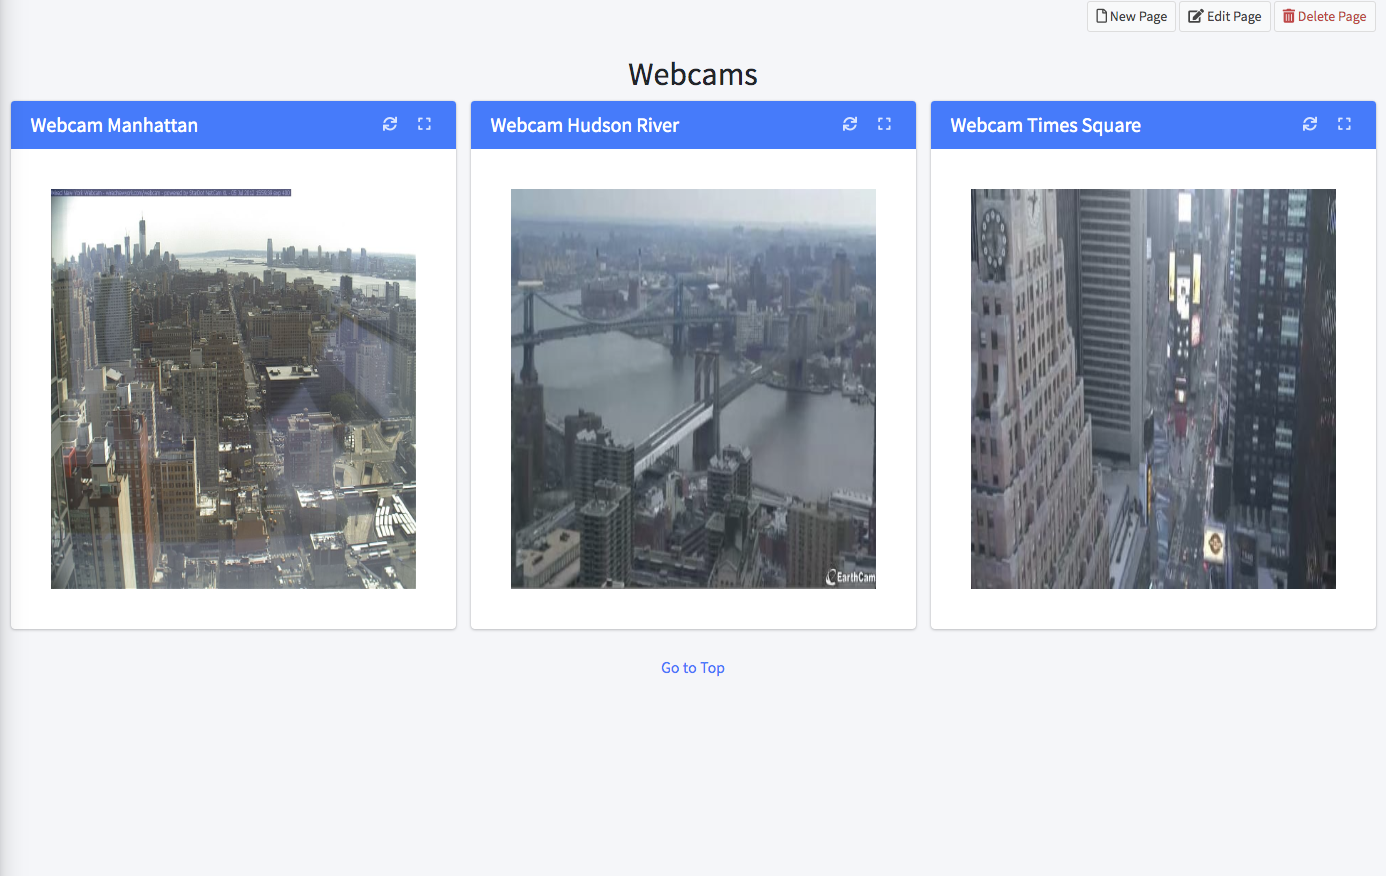 New Page
Edit Page
Delete Page
Webcams
Webcam Manhattan
Webcam Hudson River
Webcam Times Square
EarthCam
Go to Top